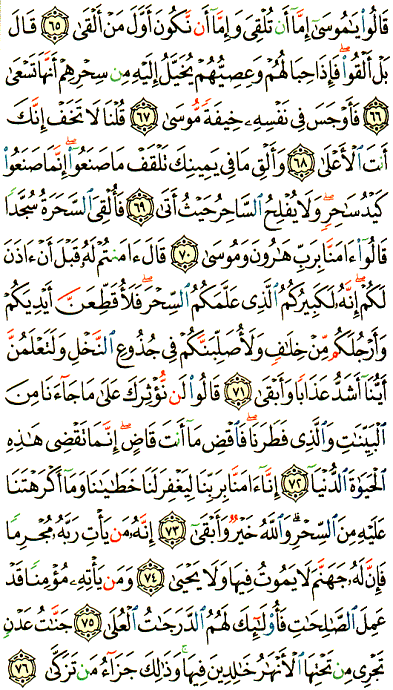 قَالُوا۟ يَـٰمُوسَىٰٓ إِمَّآ أَن تُلْقِىَ وَإِمَّآ أَن نَّكُونَ أَوَّلَ مَنْ أَلْقَىٰ ﴿٦٥﴾ قَالَ
بَلْ أَلْقُوا۟ۖ فَإِذَا حِبَالُهُمْ وَعِصِيُّهُمْ يُخَيَّلُ إِلَيْهِ مِن سِحْرِهِمْ أَنَّهَا تَسْعَىٰ
﴿٦٦﴾ فَأَوْجَسَ فِى نَفْسِهِۦ خِيفَةً مُّوسَىٰ ﴿٦٧﴾ قُلْنَا لَا تَخَفْ إِنَّكَ
أَنتَ ٱلْأَعْلَىٰ ﴿٦٨﴾ وَأَلْقِ مَا فِى يَمِينِكَ تَلْقَفْ مَا صَنَعُوٓا۟ۖ إِنَّمَا صَنَعُوا۟
كَيْدُ سَـٰحِرٍۖ وَلَا يُفْلِحُ ٱلسَّاحِرُ حَيْثُ أَتَىٰ ﴿٦٩﴾ فَأُلْقِىَ ٱلسَّحَرَةُ سُجَّدًا
قَالُوٓا۟ ءَامَنَّا بِرَبِّ هَـٰرُونَ وَمُوسَىٰ ﴿٧٠﴾ قَالَ ءَامَنتُمْ لَهُۥ قَبْلَ أَنْ ءَاذَنَ
لَكُمْۖ إِنَّهُۥ لَكَبِيرُكُمُ ٱلَّذِى عَلَّمَكُمُ ٱلسِّحْرَۖ فَلَأُقَطِّعَنَّ أَيْدِيَكُمْ
وَأَرْجُلَكُم مِّنْ خِلَـٰفٍ وَلَأُصَلِّبَنَّكُمْ فِى جُذُوعِ ٱلنَّخْلِ وَلَتَعْلَمُنَّ
أَيُّنَآ أَشَدُّ عَذَابًا وَأَبْقَىٰ ﴿٧١﴾ قَالُوا۟ لَن نُّؤْثِرَكَ عَلَىٰ مَا جَآءَنَا مِنَ
ٱلْبَيِّنَـٰتِ وَٱلَّذِى فَطَرَنَاۖ فَٱقْضِ مَآ أَنتَ قَاضٍۖ إِنَّمَا تَقْضِى هَـٰذِهِ
ٱلْحَيَوٰةَ ٱلدُّنْيَآ ﴿٧٢﴾ إِنَّآ ءَامَنَّا بِرَبِّنَا لِيَغْفِرَ لَنَا خَطَـٰيَـٰنَا وَمَآ أَكْرَهْتَنَا
عَلَيْهِ مِنَ ٱلسِّحْرِۗ وَٱللَّهُ خَيْرٌ وَأَبْقَىٰٓ ﴿٧٣﴾ إِنَّهُۥ مَن يَأْتِ رَبَّهُۥ مُجْرِمًا
فَإِنَّ لَهُۥ جَهَنَّمَ لَا يَمُوتُ فِيهَا وَلَا يَحْيَىٰ ﴿٧٤﴾ وَمَن يَأْتِهِۦ مُؤْمِنًا قَدْ
عَمِلَ ٱلصَّـٰلِحَـٰتِ فَأُو۟لَـٰٓئِكَ لَهُمُ ٱلدَّرَجَـٰتُ ٱلْعُلَىٰ ﴿٧٥﴾ جَنَّـٰتُ عَدْنٍ
تَجْرِى مِن تَحْتِهَا ٱلْأَنْهَـٰرُ خَـٰلِدِينَ فِيهَاۚ وَذَٰلِكَ جَزَآءُ مَن تَزَكَّىٰ ﴿٧٦﴾